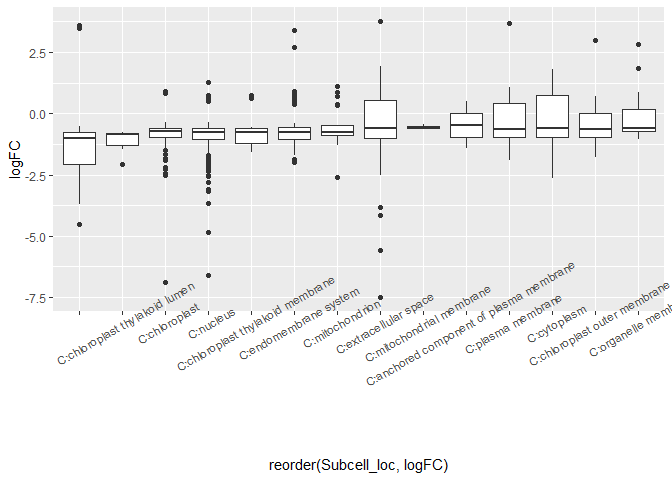 2.5
0.0
-2.5
-5.0
-7.5
logFC
C:chloroplast thylakoid lumen
C:chloroplast
C:nucleus
C:chloroplast thylakoid membrane
C:endomembrane system
C:mitochondrion
C:extracellular space
C:mitochondrial membrane
C:anchored component of plasma membrane
C:plasma membrane
C:cytoplasm
C:chloroplast outer membrane
C:organelle mem
reorder(Subcell_loc, logFC)